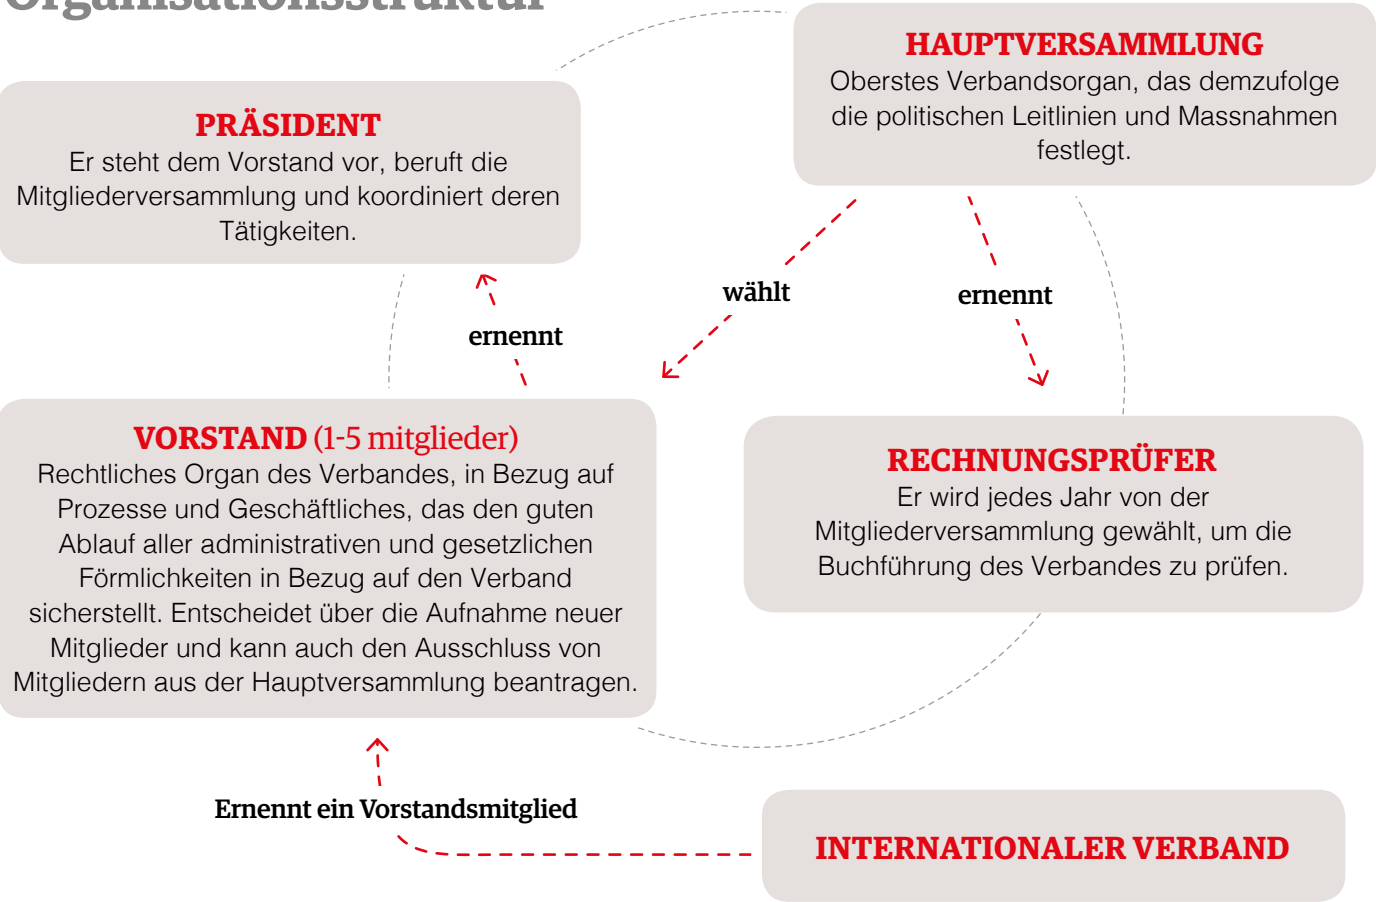 Organisationsstruktur
HAUPTVERSAMMLUNG
Oberstes Verbandsorgan, das demzufolge
die politischen Leitlinien und Massnahmen
festlegt.
PRÄSIDENT
Er steht dem Vorstand vor, beruft die
Mitgliederversammlung und koordiniert deren
Tätigkeiten.
wählt
ernennt
ernennt
VORSTAND (1-5 mitglieder)
Rechtliches Organ des Verbandes, in Bezug auf
Prozesse und Geschäftliches, das den guten
Ablauf aller administrativen und gesetzlichen
Förmlichkeiten in Bezug auf den Verband
sicherstellt. Entscheidet über die Aufnahme neuer
Mitglieder und kann auch den Ausschluss von
Mitgliedern aus der Hauptversammlung beantragen.
RECHNUNGSPRÜFER
Er wird jedes Jahr von der
Mitgliederversammlung gewählt, um die
Buchführung des Verbandes zu prüfen.
Ernennt ein Vorstandsmitglied
INTERNATIONALER VERBAND